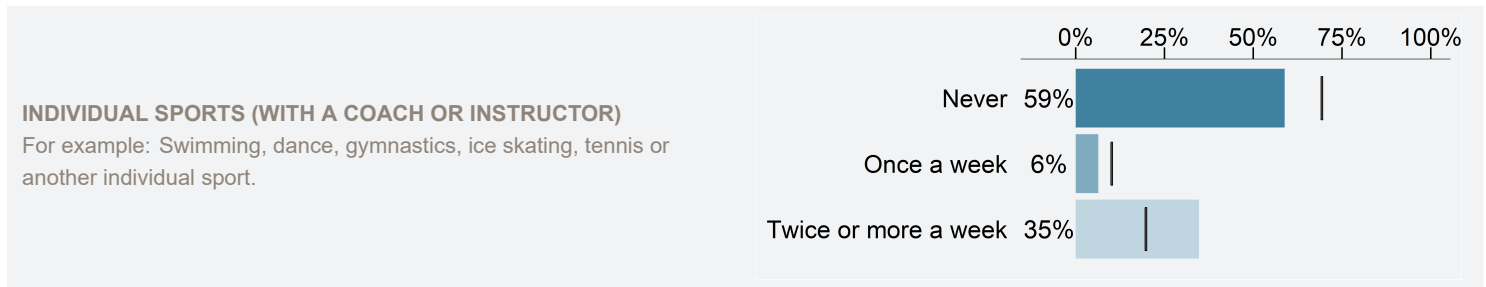 0% 25% 50% 75% 100%
INDIVIDUAL SPORTS (WITH A COACH OR INSTRUCTOR)
For example: Swimming, dance, gymnastics, ice skating, tennis or
another individual sport.
Never 59%
Once a week 6%
Twice or more a week 35%